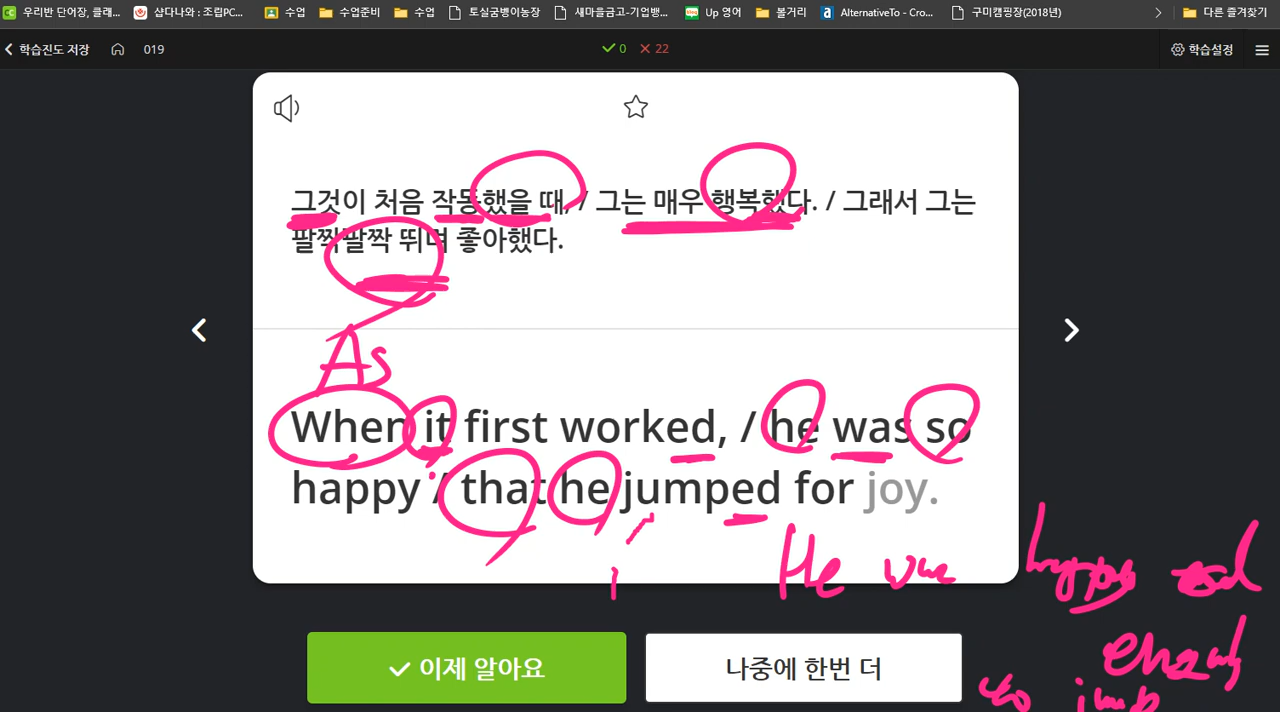 우리반 단어장, 클래... 샵다나와 : 조립PC... 수업 수업준비 수업 토실궁뱅이농장 새마을금고-기업뱅... Up 영어 볼거리 AlternativeTo - Cro... 구미캠핑장(2018년) 다른 즐겨찾기
학습진도 저장 019 0 22 학습설정
그것이 처음 작동했을 때, / 그는 매우 행복했다. / 그래서 그는
팔짝팔짝 뛰며 좋아했다.
As
When it first worked, / he was so
happy / that he jumped for joy.
He was happy
이제 알아요 나중에 한번 더